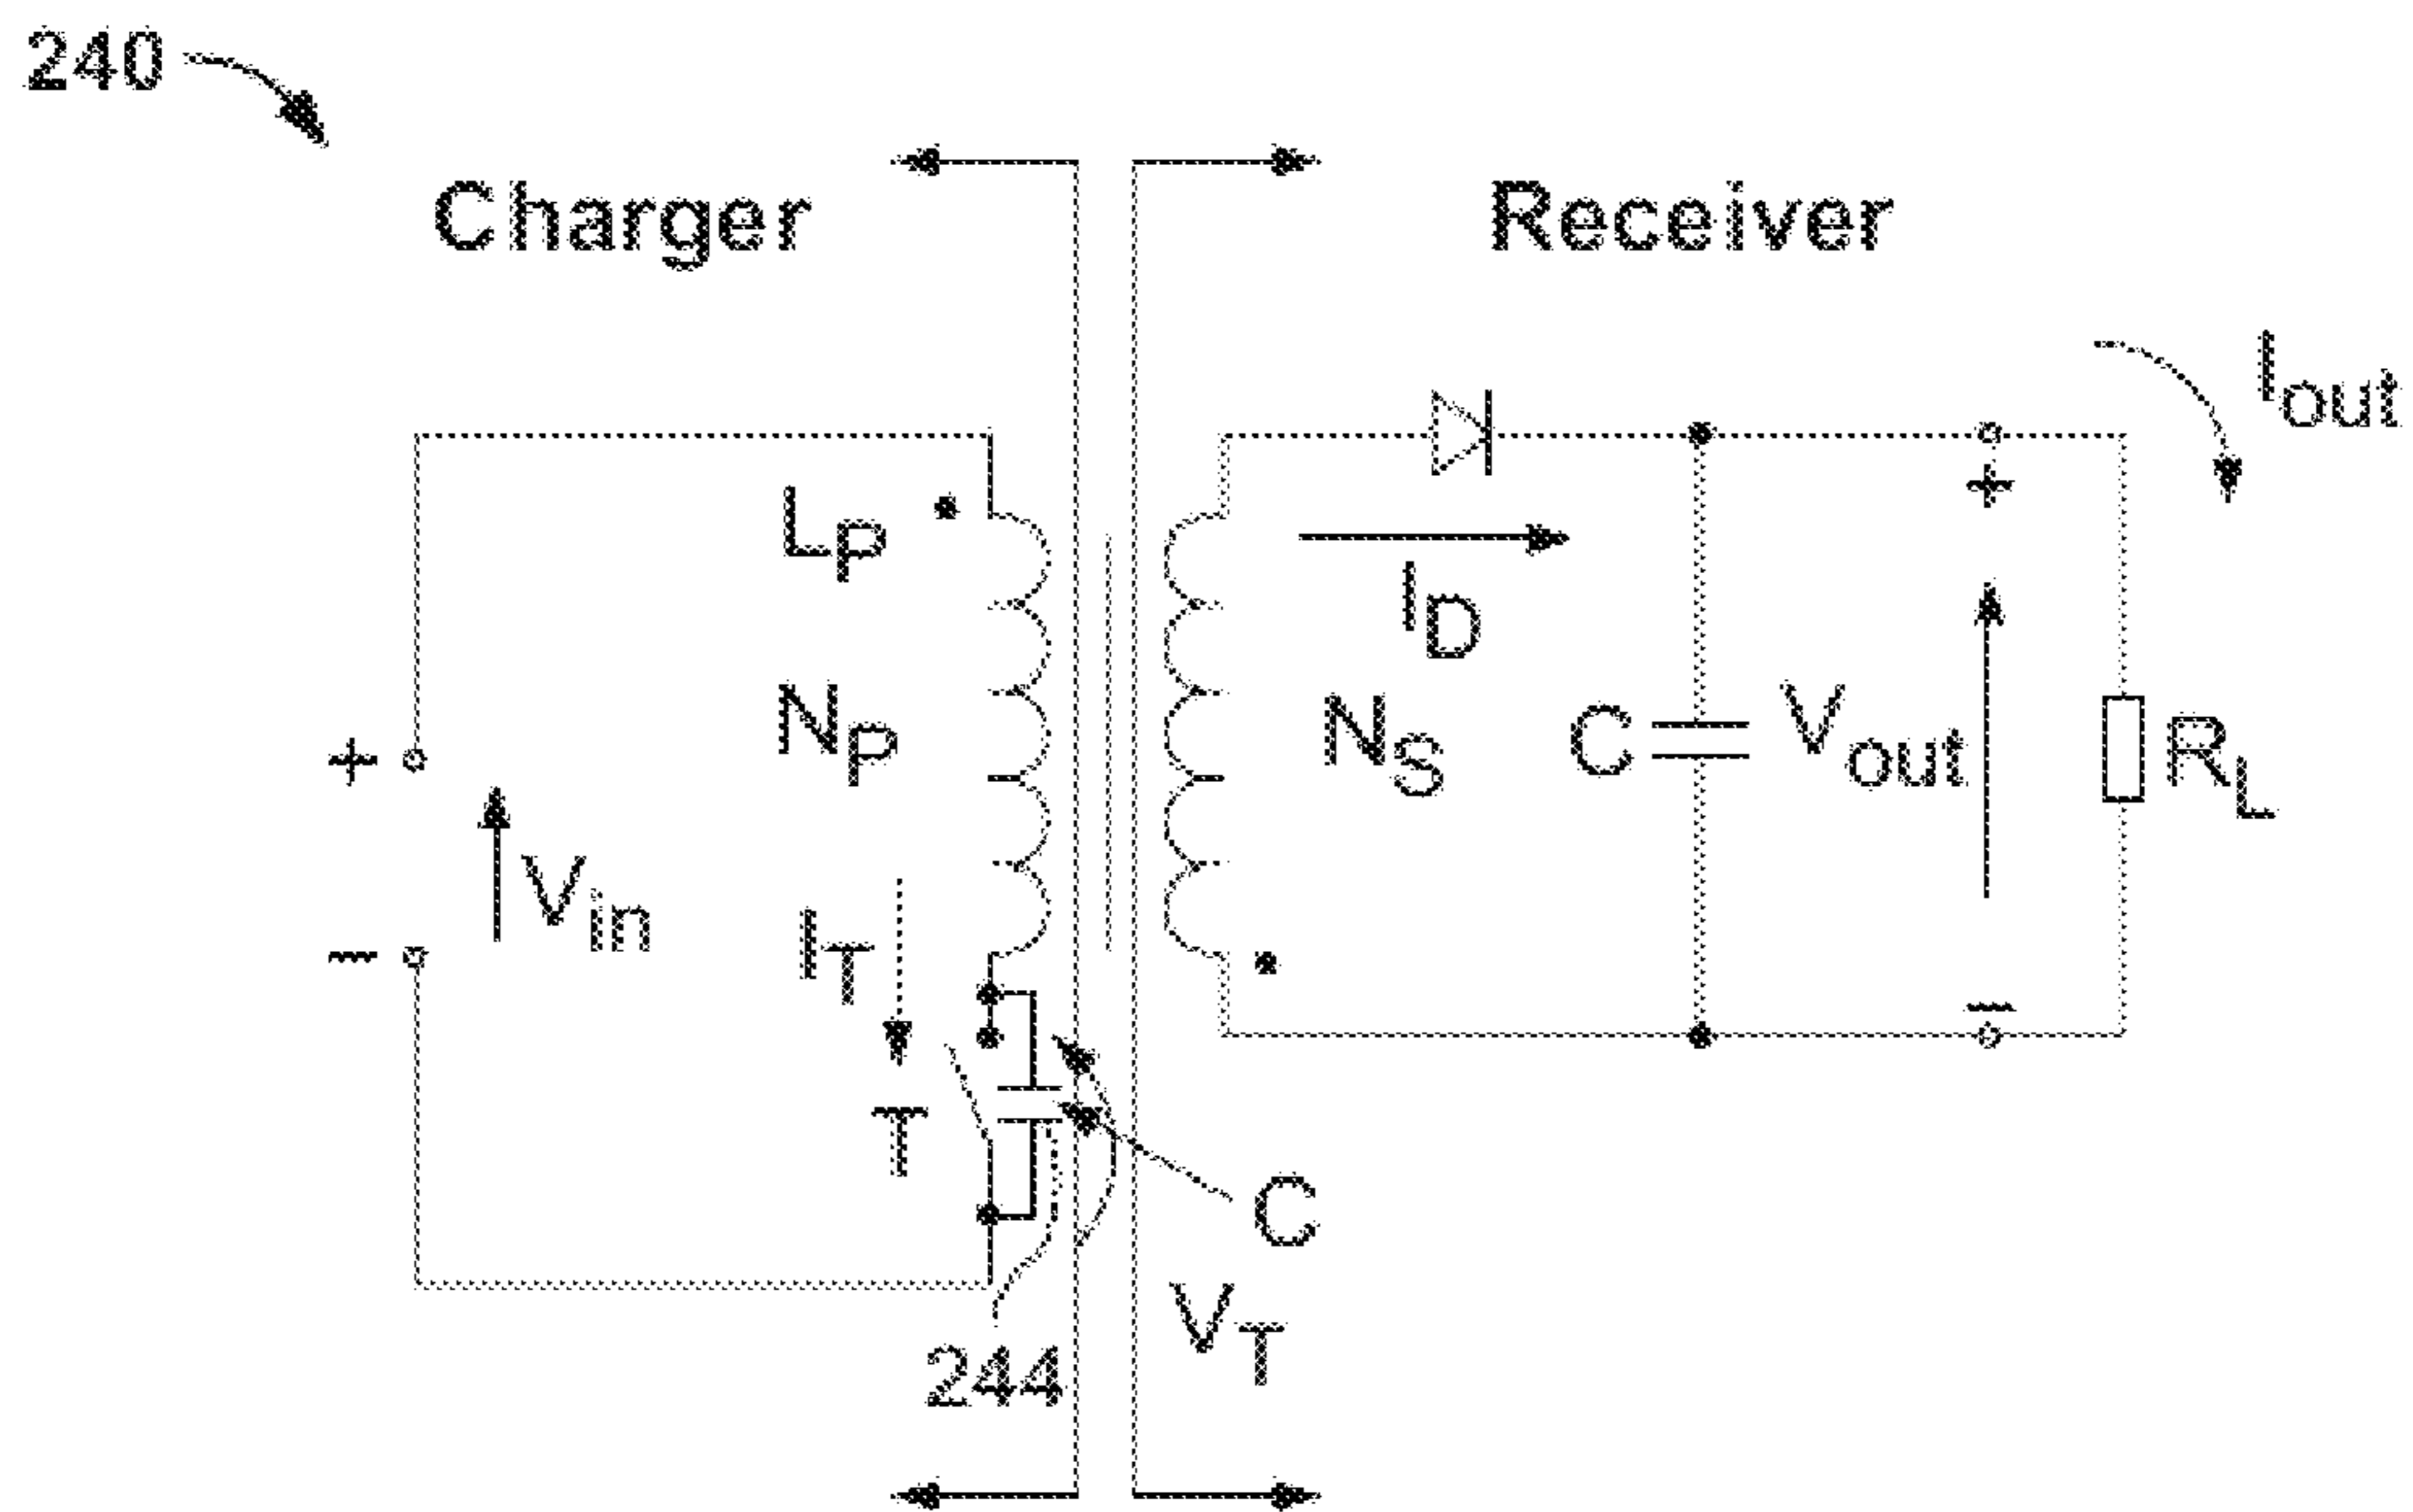 240
Charger
Receiver
Iout
LP
ID
NP
NS
C
Vout
RL
+
+
Vin
−
−
IT
T
C
VT
244